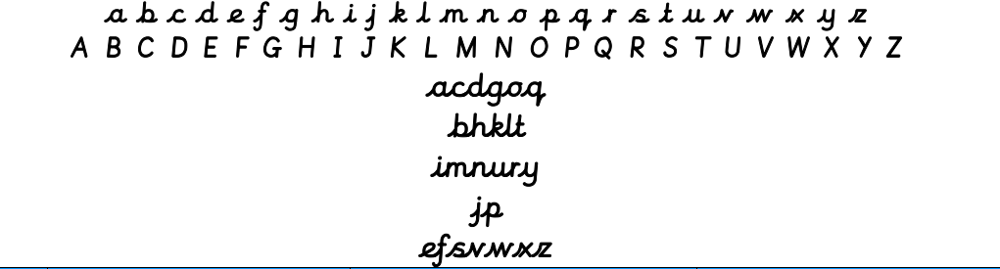 a b c d e f g h i j k l m n o p q r s t u v w x y z
A B C D E F G H I J K L M N O P Q R S T U V W X Y Z
acdgoq
bhklt
imnury
jp
efsvwxz